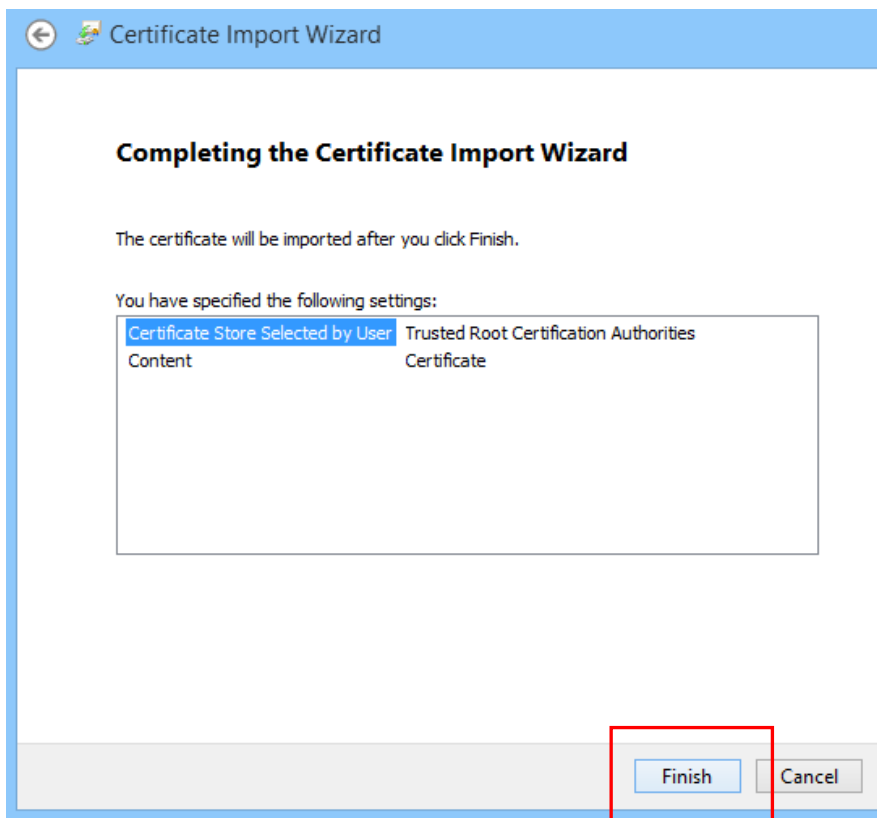 Certificate Import Wizard
Completing the Certificate Import Wizard
The certificate will be imported after you click Finish.
You have specified the following settings:
Certificate Store Selected by User Trusted Root Certification Authorities
Content Certificate
Finish Cancel